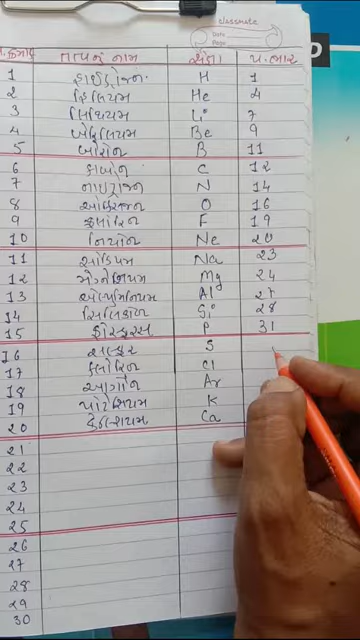 classmate
Date
Page
ક્રમાંક તત્વનું નામ સંજ્ઞા પ. ભાર
1 હાઈડ્રોજન H 1
2 હિલિયમ He 4
3 લિથિયમ Li 7
4 બેરિલિયમ Be 9
5 બોરોન B 11
6 કાર્બન C 12
7 નાઇટ્રોજન N 14
8 ઓક્સિજન O 16
9 ફ્લોરિન F 19
10 નિયોન Ne 20
11 સોડિયમ Na 23
12 મેગ્નેશિયમ Mg 24
13 એલ્યુમિનિયમ Al 27
14 સિલિકોન Si 28
15 ફોસ્ફરસ P 31
16 સલ્ફર S
17 ક્લોરિન Cl
18 આર્ગોન Ar
19 પોટેશિયમ K
20 કેલ્શિયમ Ca
21
22
23
24
25
26
27
28
29
30